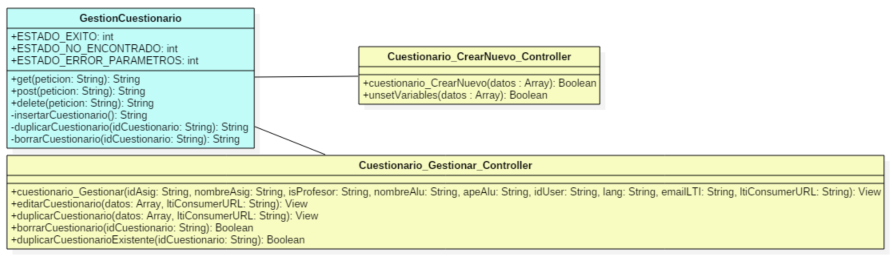 GestionCuestionario
+ESTADO_EXITO: int
+ESTADO_NO_ENCONTRADO: int
+ESTADO_ERROR_PARAMETROS: int
+get(peticion: String): String
+post(peticion: String): String
+delete(peticion: String): String
-insertarCuestionario(): String
-duplicarCuestionario(idCuestionario: String): String
-borrarCuestionario(idCuestionario: String): String
Cuestionario_CrearNuevo_Controller
+cuestionario_CrearNuevo(datos : Array): Boolean
+unsetVariables(datos : Array): Boolean
Cuestionario_Gestionar_Controller
+cuestionario_Gestionar(idAsig: String, nombreAsig: String, isProfesor: String, nombreAlu: String, apeAlu: String, idUser: String, lang: String, emailLTI: String, ltiConsumerURL: String): View
+editarCuestionario(datos: Array, ltiConsumerURL: String): View
+duplicarCuestionario(datos: Array, ltiConsumerURL: String): View
+borrarCuestionario(idCuestionario: String): Boolean
+duplicarCuestionarioExistente(idCuestionario: String): Boolean